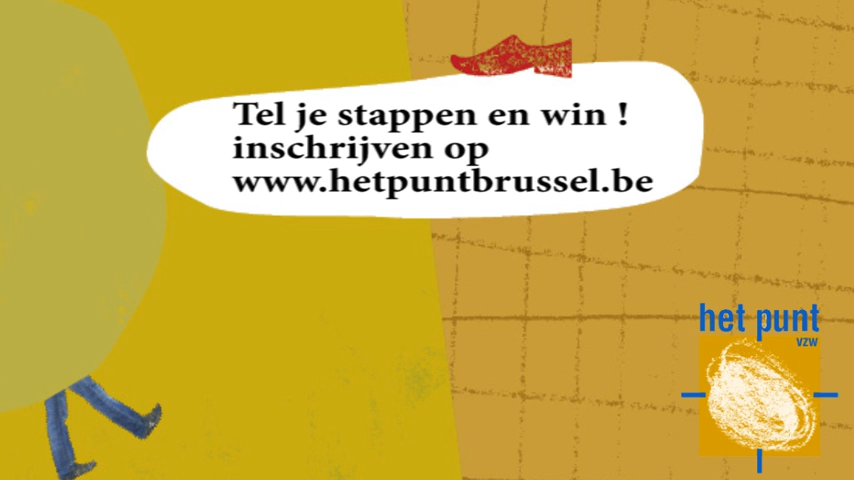 Tel je stappen en win !
inschrijven op
www.hetpuntbrussel.be
het punt
vzw